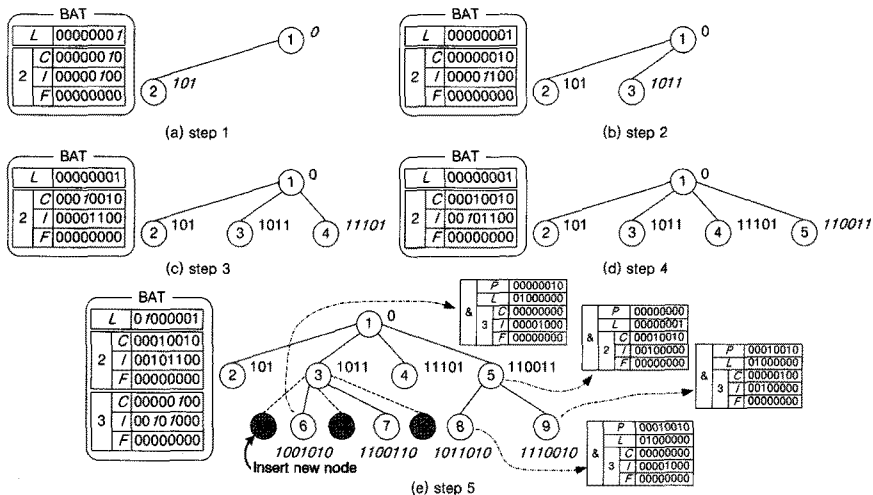 BAT
L 00000001
2
C 00000010
I 00000100
F 00000000
1 0
2 101
(a) step 1
BAT
L 00000001
2
C 00000010
I 00001100
F 00000000
1 0
2 101
3 1011
(b) step 2
BAT
L 00000001
2
C 00010010
I 00001100
F 00000000
1 0
2 101
3 1011
4 11101
(c) step 3
BAT
L 00000001
2
C 00010010
I 00101100
F 00000000
1 0
2 101
3 1011
4 11101
5 110011
(d) step 4
BAT
L 01000001
2
C 00010010
I 00101100
F 00000000
3
C 00000100
I 00101000
F 00000000
1 0
2 101
3 1011
4 11101
5 110011
6 1001010
7 1100110
8 1011010
9 1110010
Insert new node
&
P 00000010
L 01000000
3
C 00000000
I 00001000
F 00000000
&
P 00000000
L 00000001
2
C 00010010
I 00100000
F 00000000
&
P 00010010
L 01000000
3
C 00000100
I 00100000
F 00000000
&
P 00010010
L 01000000
3
C 00000000
I 00001000
F 00000000
(e) step 5